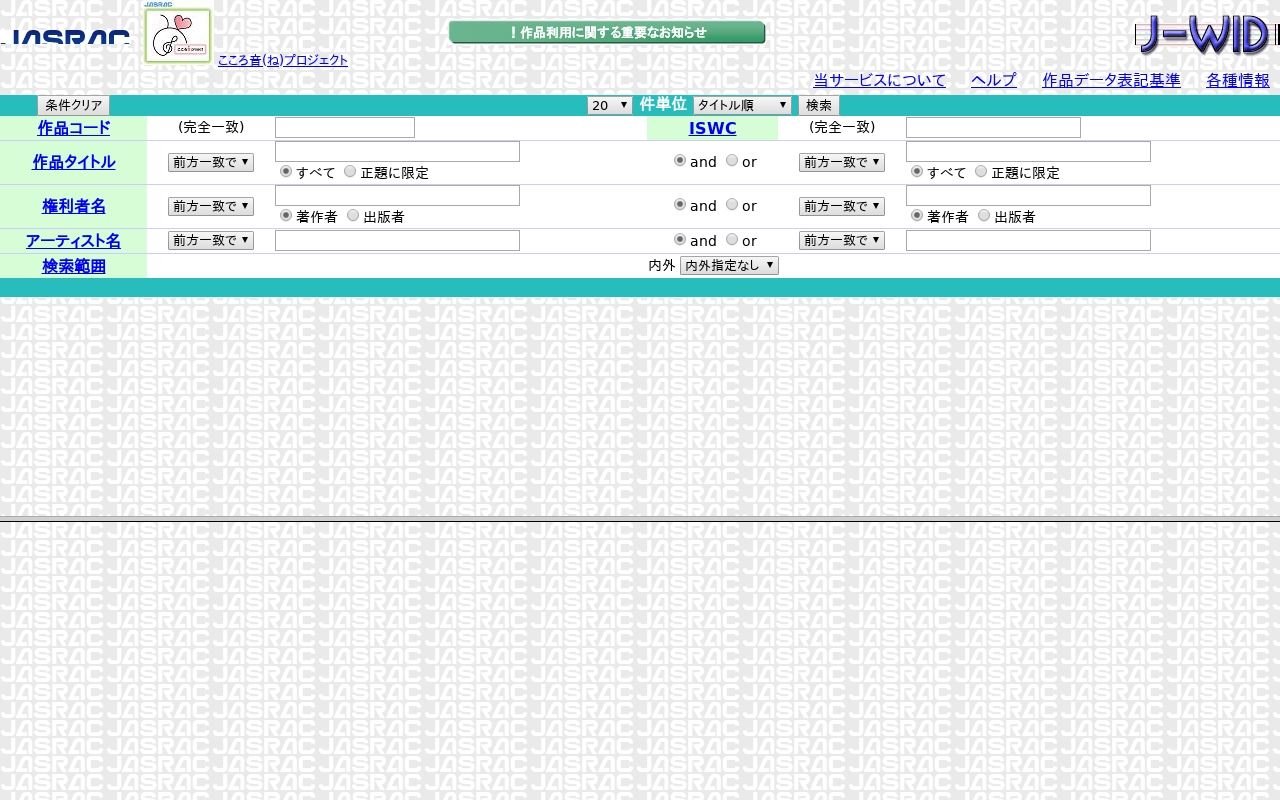 JASRAC
JASRAC
こころ音(ね)プロジェクト
！作品利用に関する重要なお知らせ
J-WID
当サービスについて ヘルプ 作品データ表記基準 各種情報
条件クリア 20 件単位 タイトル順 検索
作品コード (完全一致) ISWC (完全一致)
作品タイトル 前方一致で すべて 正題に限定 and or 前方一致で すべて 正題に限定
権利者名 前方一致で 著作者 出版者 and or 前方一致で 著作者 出版者
アーティスト名 前方一致で and or 前方一致で
検索範囲 内外 内外指定なし